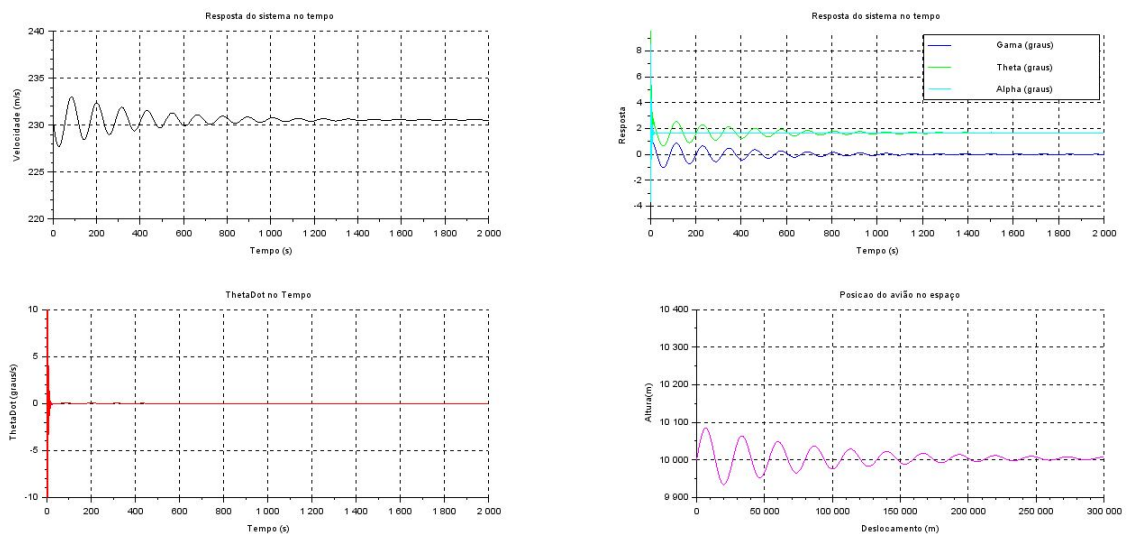 Resposta do sistema no tempo
240
235
230
225
220
Velocidade (m/s)
0 200 400 600 800 1 000 1 200 1 400 1 600 1 800 2 000
Tempo (s)
Resposta do sistema no tempo
Gama (graus)
Theta (graus)
Alpha (graus)
8
6
4
2
0
-2
-4
Resposta
0 200 400 600 800 1 000 1 200 1 400 1 600 1 800 2 000
Tempo (s)
ThetaDot no Tempo
10
5
0
-5
-10
ThetaDot (graus/s)
0 200 400 600 800 1 000 1 200 1 400 1 600 1 800 2 000
Tempo (s)
Posicao do avião no espaço
10 400
10 300
10 200
10 100
10 000
9 900
Altura(m)
0 50 000 100 000 150 000 200 000 250 000 300 000
Deslocamento (m)